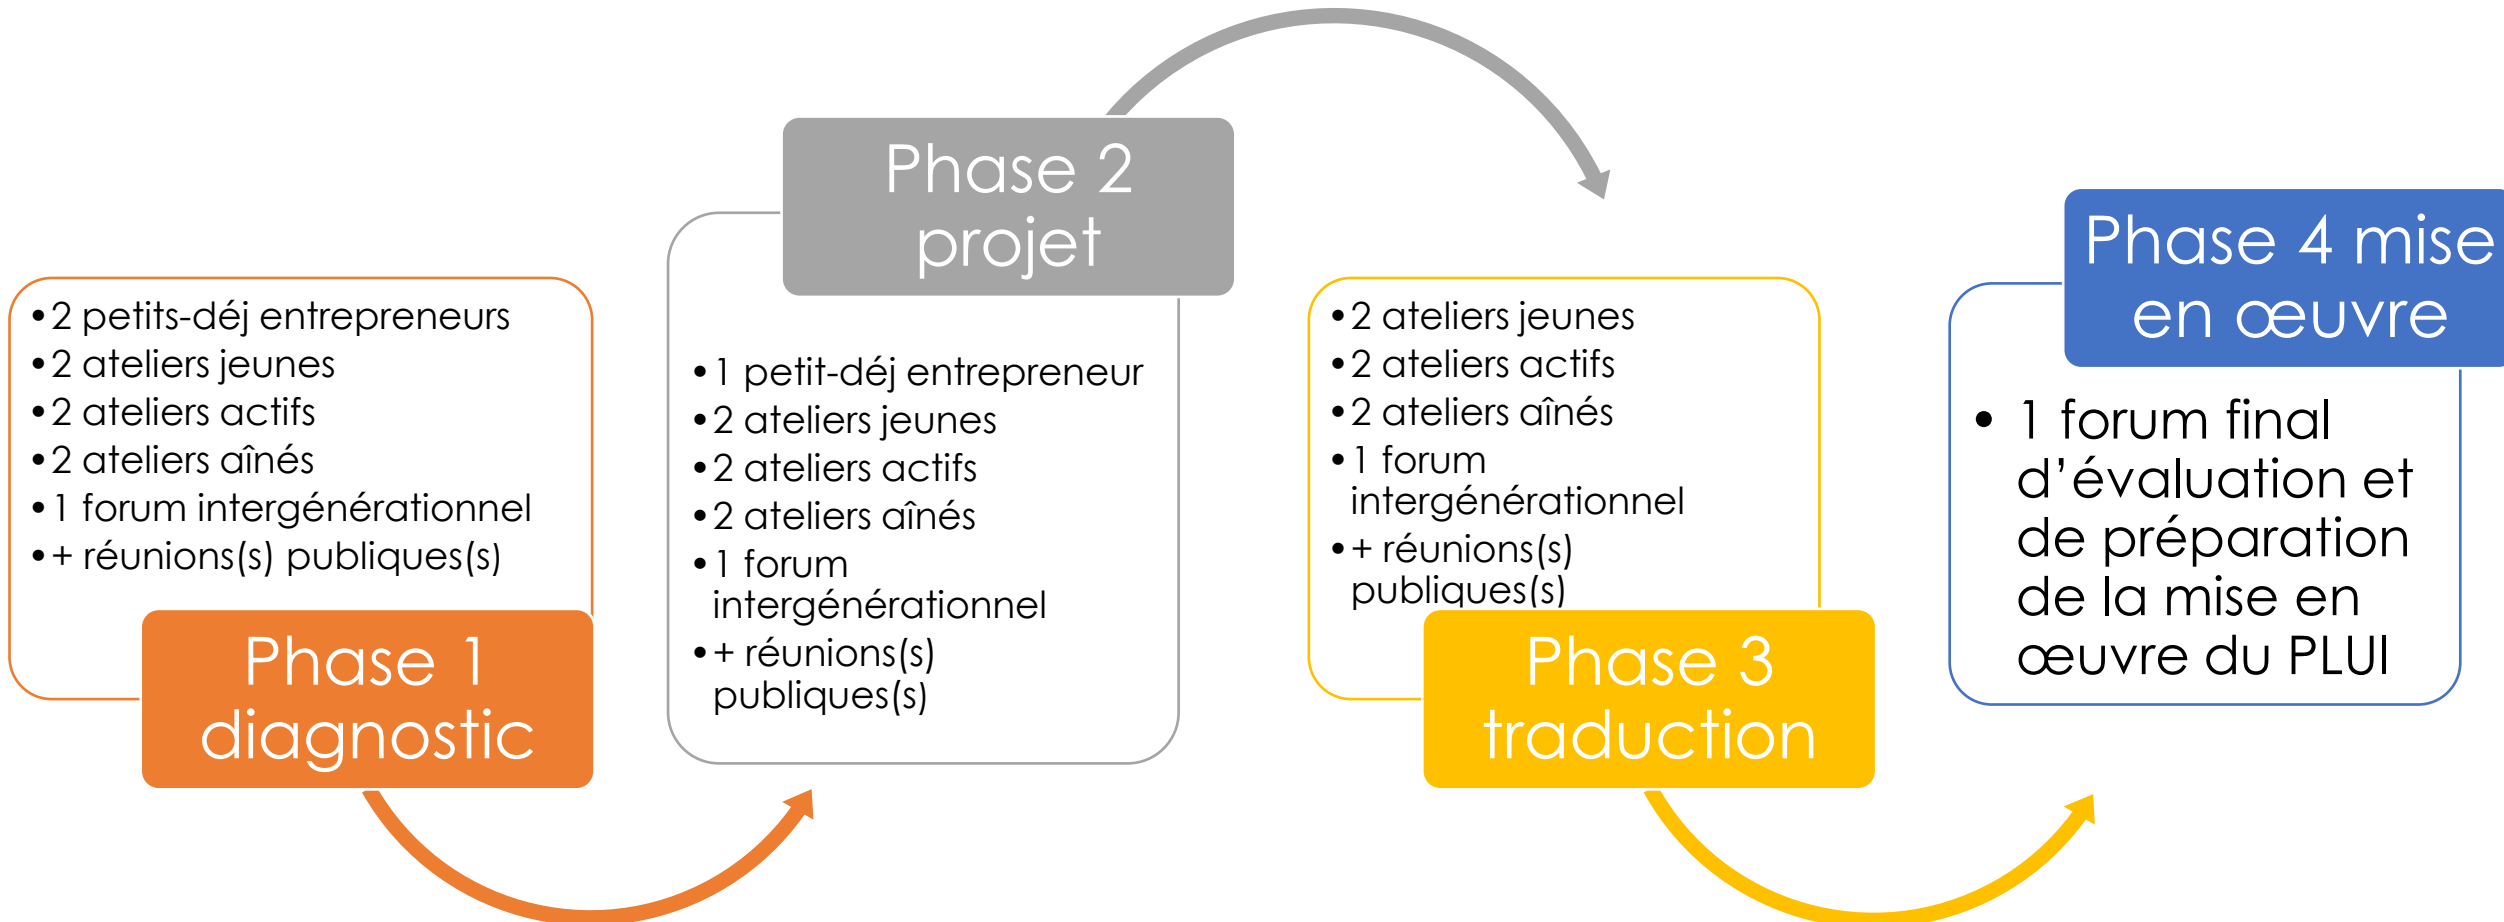 • 2 petits-déj entrepreneurs
• 2 ateliers jeunes
• 2 ateliers actifs
• 2 ateliers aînés
• 1 forum intergénérationnel
• + réunions(s) publiques(s)
Phase 1
diagnostic
Phase 2
projet
• 1 petit-déj entrepreneur
• 2 ateliers jeunes
• 2 ateliers actifs
• 2 ateliers aînés
• 1 forum
intergénérationnel
• + réunions(s)
publiques(s)
• 2 ateliers jeunes
• 2 ateliers actifs
• 2 ateliers aînés
• 1 forum
intergénérationnel
• + réunions(s)
publiques(s)
Phase 3
traduction
Phase 4 mise
en œuvre
• 1 forum final
d’évaluation et
de préparation
de la mise en
œuvre du PLUI